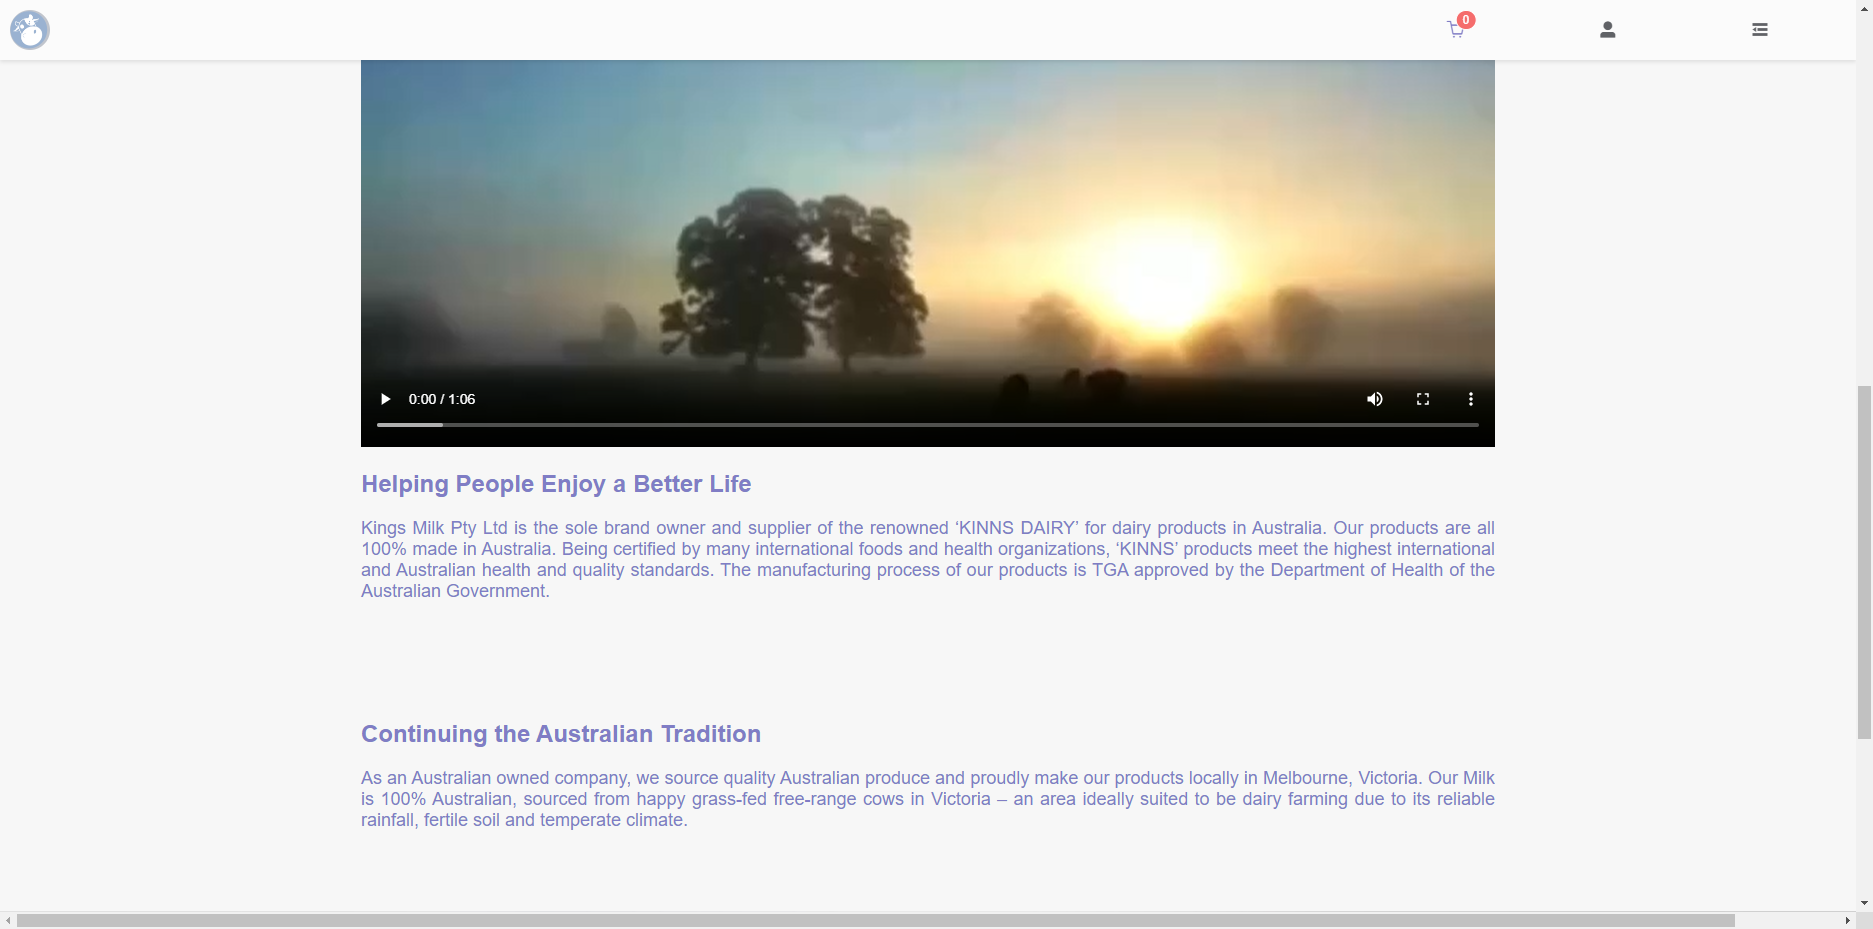 0
0:00 / 1:06
Helping People Enjoy a Better Life
Kings Milk Pty Ltd is the sole brand owner and supplier of the renowned ‘KINNS DAIRY’ for dairy products in Australia. Our products are all
100% made in Australia. Being certified by many international foods and health organizations, ‘KINNS’ products meet the highest international
and Australian health and quality standards. The manufacturing process of our products is TGA approved by the Department of Health of the
Australian Government.
Continuing the Australian Tradition
As an Australian owned company, we source quality Australian produce and proudly make our products locally in Melbourne, Victoria. Our Milk
is 100% Australian, sourced from happy grass-fed free-range cows in Victoria – an area ideally suited to be dairy farming due to its reliable
rainfall, fertile soil and temperate climate.